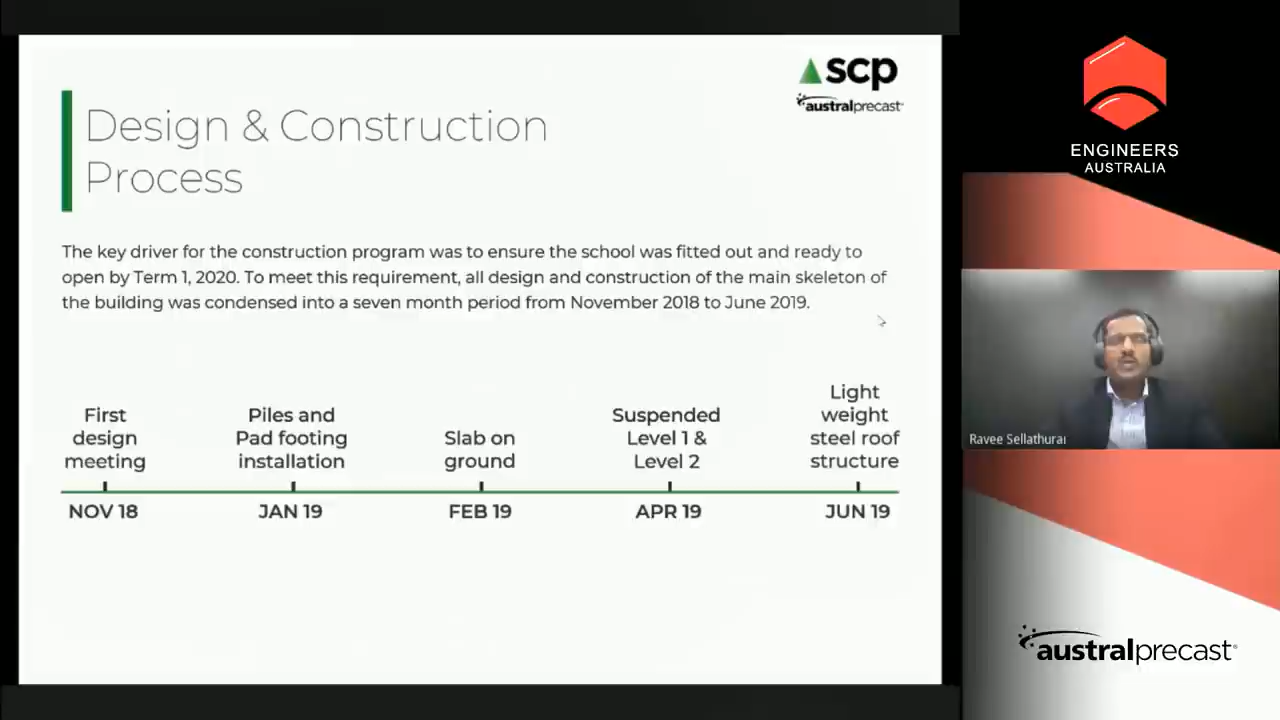 scp
australprecast
Design & Construction
Process
The key driver for the construction program was to ensure the school was fitted out and ready to
open by Term 1, 2020. To meet this requirement, all design and construction of the main skeleton of
the building was condensed into a seven month period from November 2018 to June 2019.
First
design
meeting
Piles and
Pad footing
installation
Slab on
ground
Suspended
Level 1 &
Level 2
Light
weight
steel roof
structure
NOV 18
JAN 19
FEB 19
APR 19
JUN 19
ENGINEERS
AUSTRALIA
Ravee Sellathurai
australprecast®